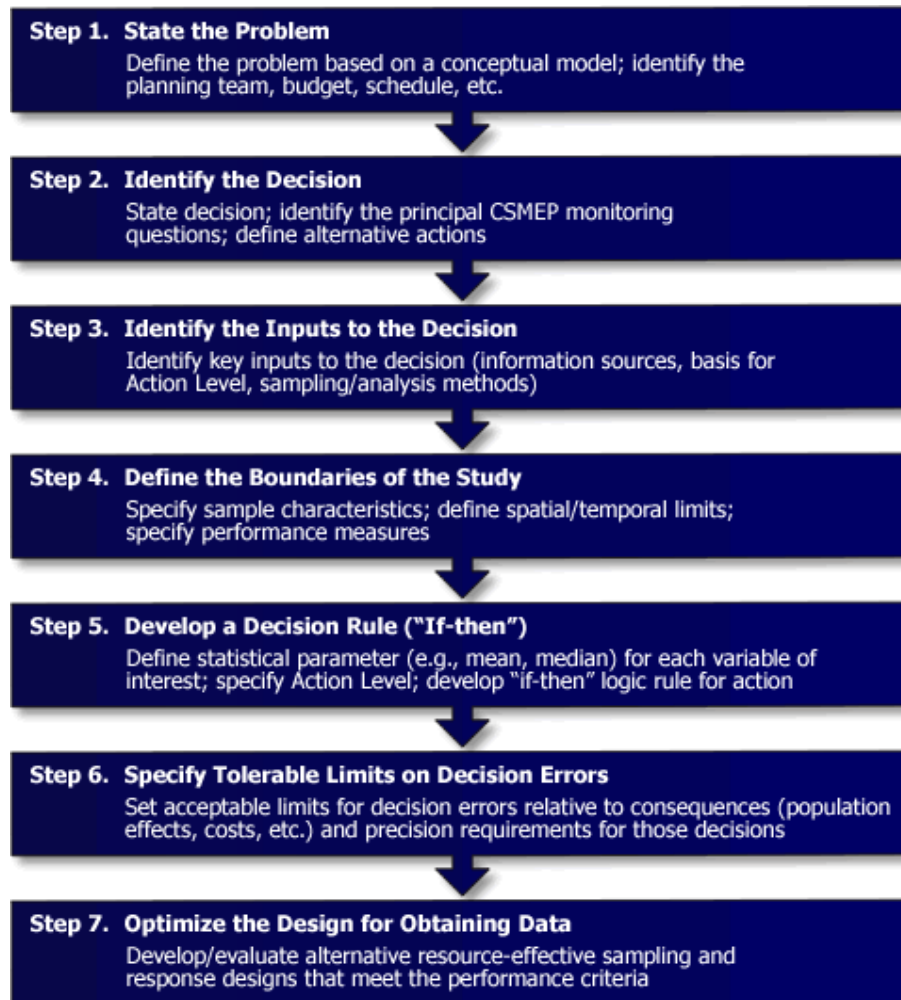 Step 1. State the Problem
Define the problem based on a conceptual model; identify the
planning team, budget, schedule, etc.
Step 2. Identify the Decision
State decision; identify the principal CSMEP monitoring
questions; define alternative actions
Step 3. Identify the Inputs to the Decision
Identify key inputs to the decision (information sources, basis for
Action Level, sampling/analysis methods)
Step 4. Define the Boundaries of the Study
Specify sample characteristics; define spatial/temporal limits;
specify performance measures
Step 5. Develop a Decision Rule (“If-then”)
Define statistical parameter (e.g., mean, median) for each variable of
interest; specify Action Level; develop “if-then” logic rule for action
Step 6. Specify Tolerable Limits on Decision Errors
Set acceptable limits for decision errors relative to consequences (population
effects, costs, etc.) and precision requirements for those decisions
Step 7. Optimize the Design for Obtaining Data
Develop/evaluate alternative resource-effective sampling and
response designs that meet the performance criteria